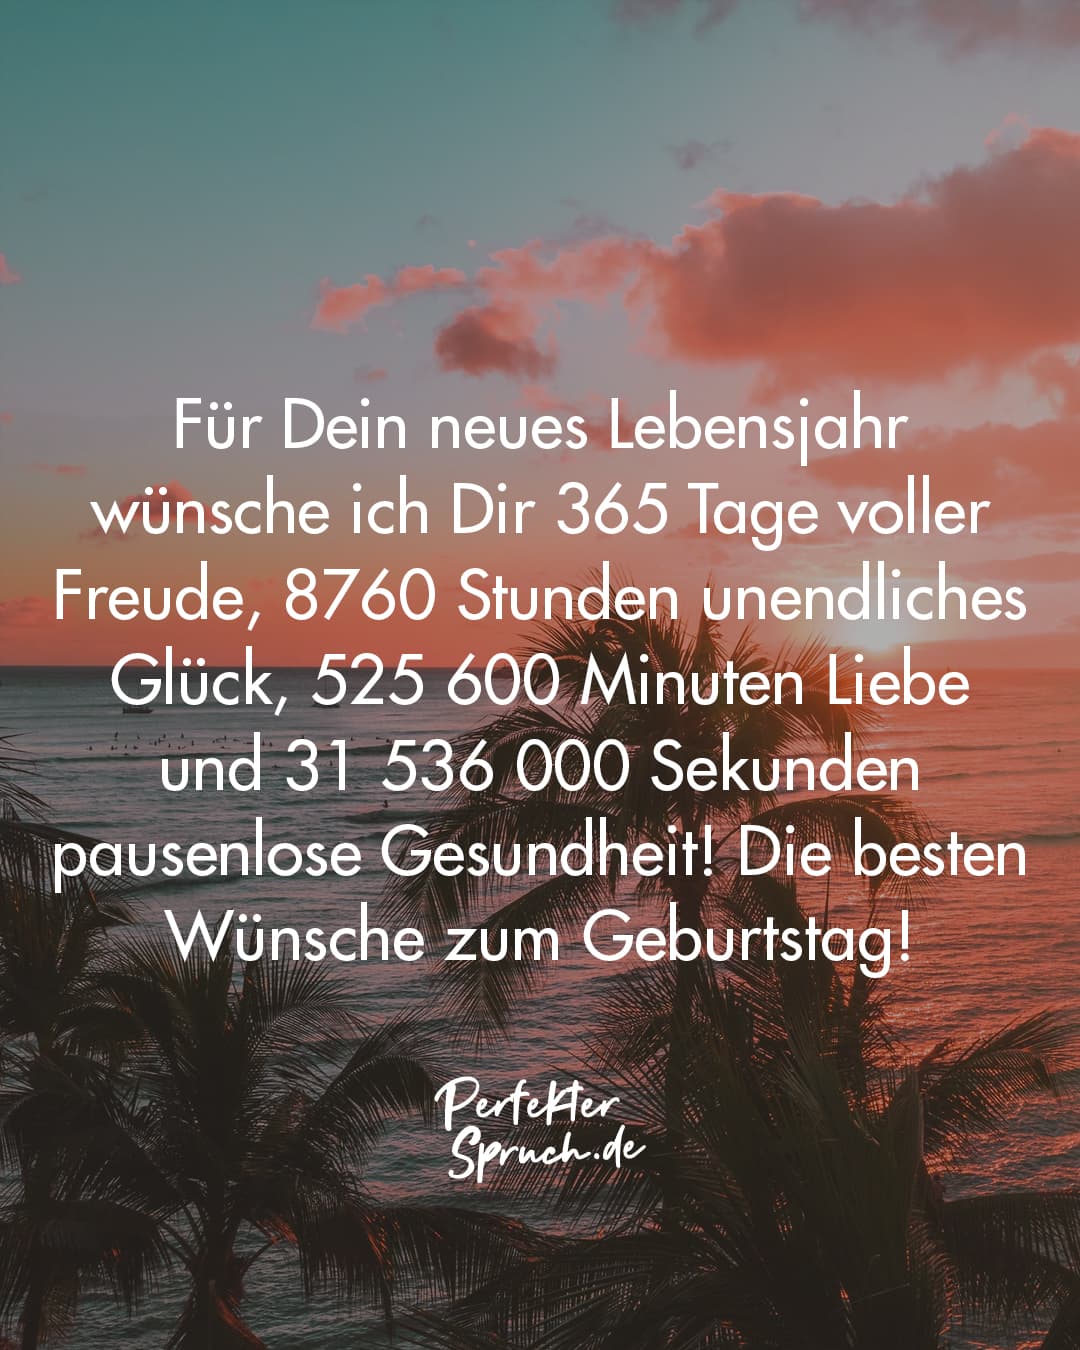 Für Dein neues Lebensjahr
wünsche ich Dir 365 Tage voller
Freude, 8760 Stunden unendliches
Glück, 525 600 Minuten Liebe
und 31 536 000 Sekunden
pausenlose Gesundheit! Die besten
Wünsche zum Geburtstag!
Perfekter
Spruch.de